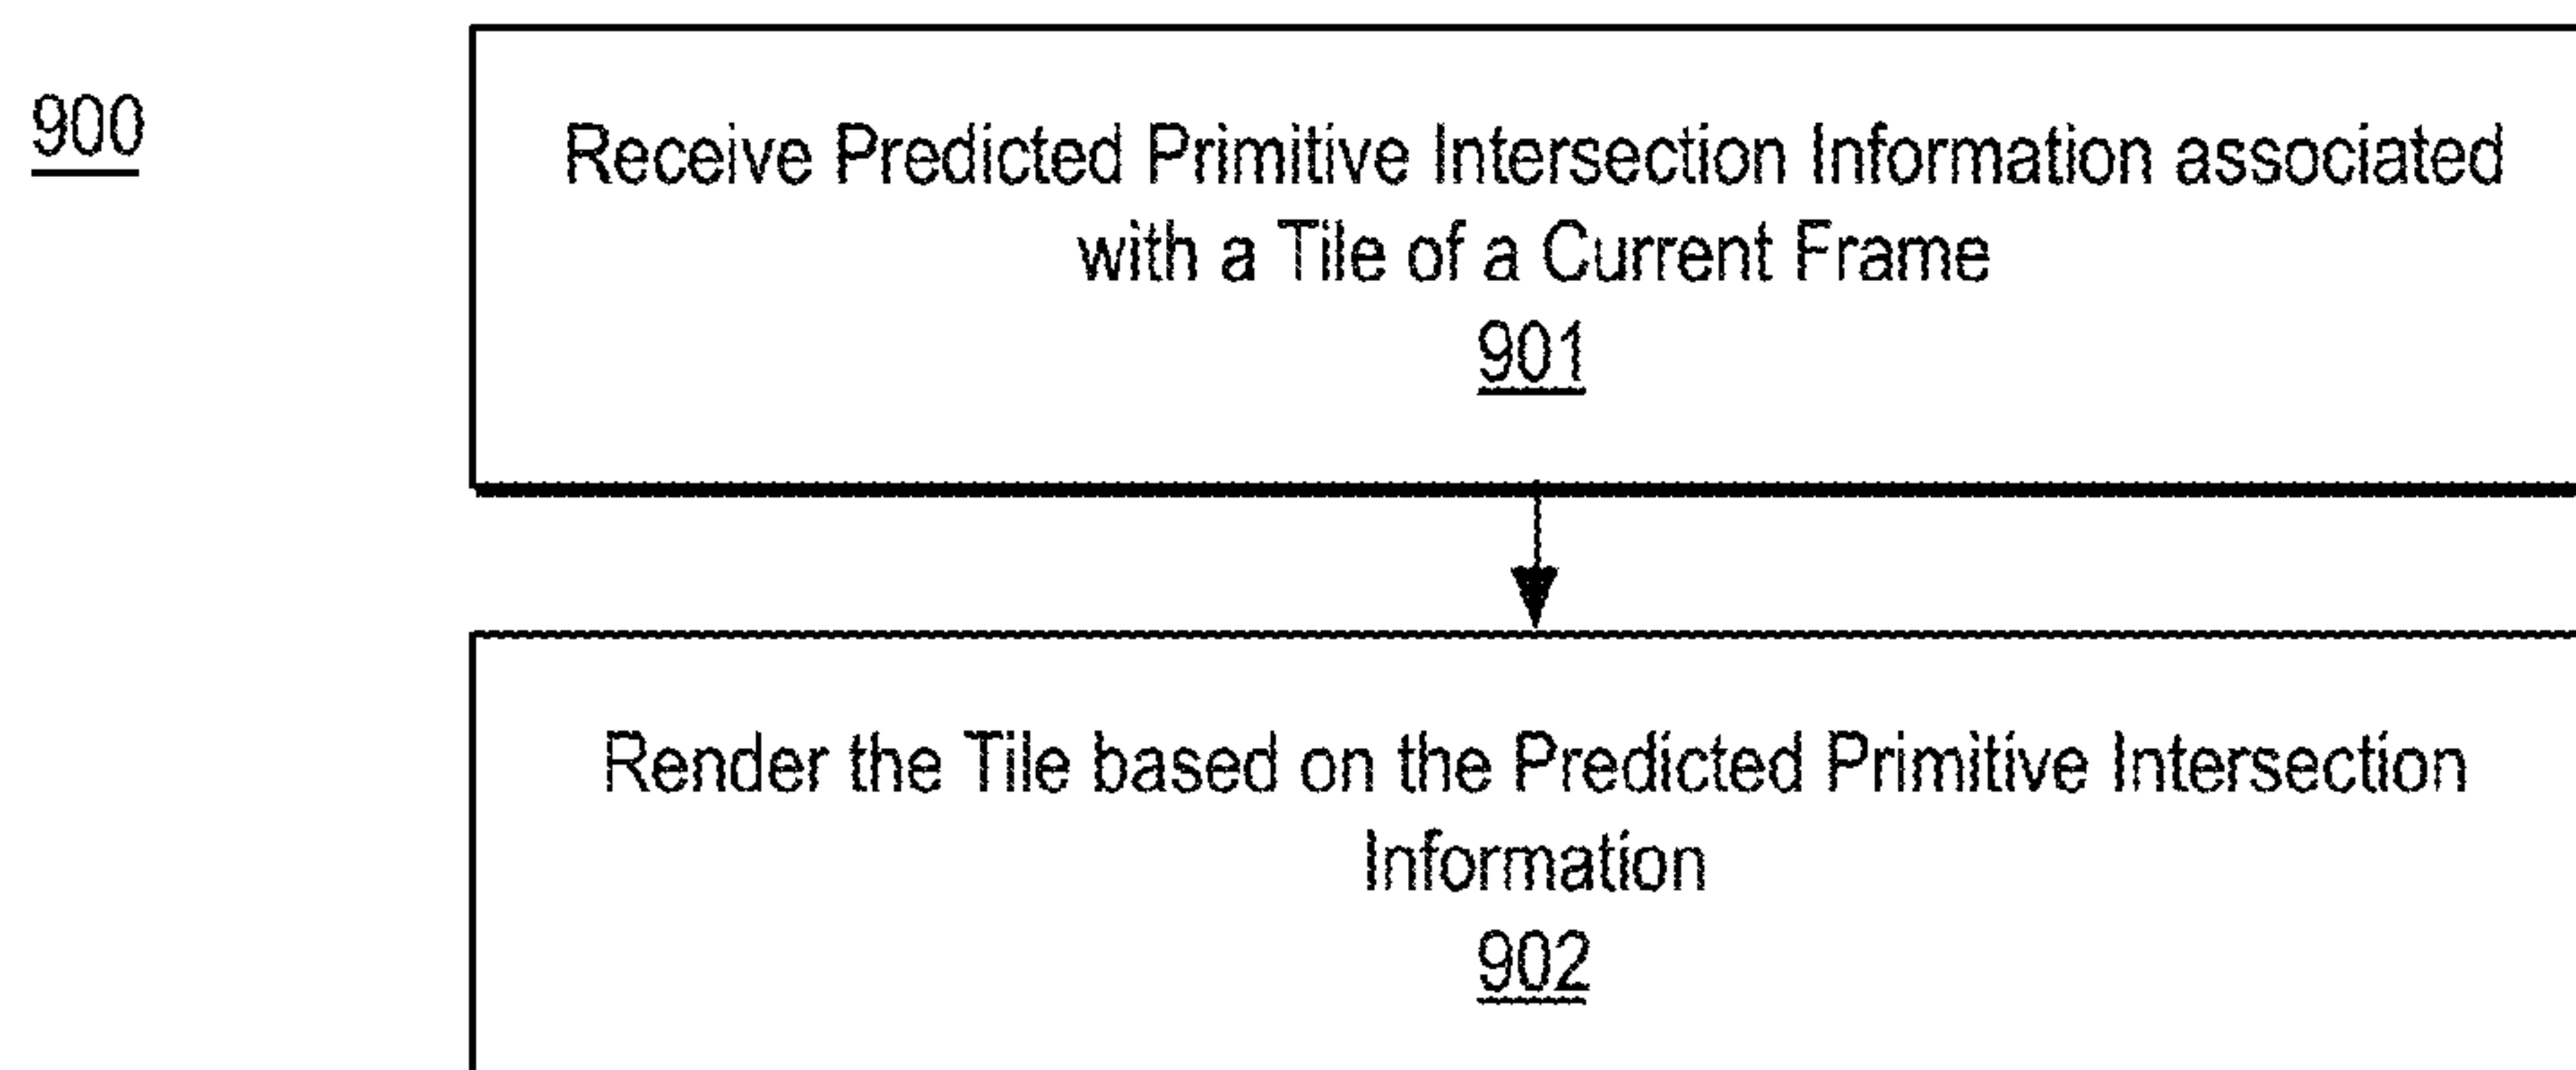 900
Receive Predicted Primitive Intersection Information associated
with a Tile of a Current Frame
901
Render the Tile based on the Predicted Primitive Intersection
Information
902